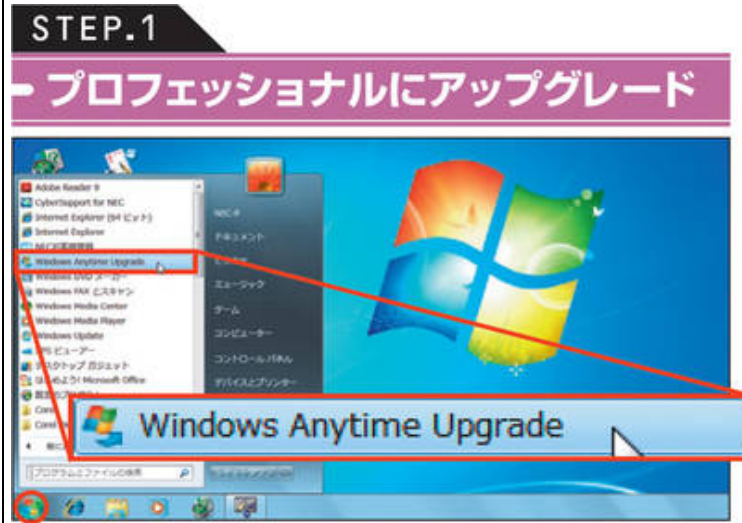 STEP.1
プロフェッショナルにアップグレード
Adobe Reader 9
CyberSupport for NEC
Internet Explorer (64 ビット)
Internet Explorer
Windows Anytime Upgrade
Windows DVD メーカー
Windows FAX とスキャン
Windows Media Center
Windows Media Player
Windows Update
XPS ビューアー
デスクトップ ガジェット
はじめよう! Microsoft Office
プログラムとファイルの検索
ドキュメント
ピクチャ
ミュージック
ゲーム
コンピューター
コントロール パネル
デバイスとプリンター
Windows Anytime Upgrade